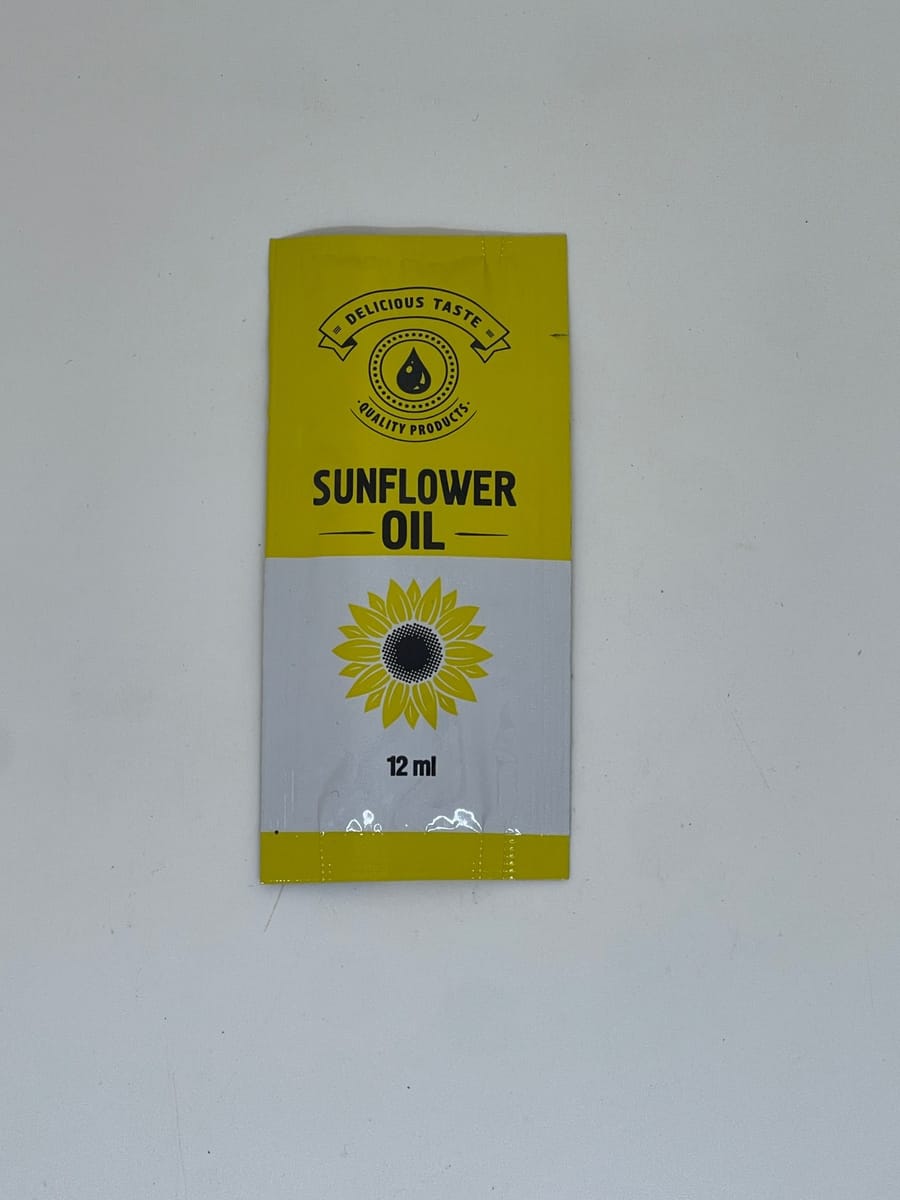 DELICIOUS TASTE
·QUALITY PRODUCTS·
SUNFLOWER
OIL
12 ml